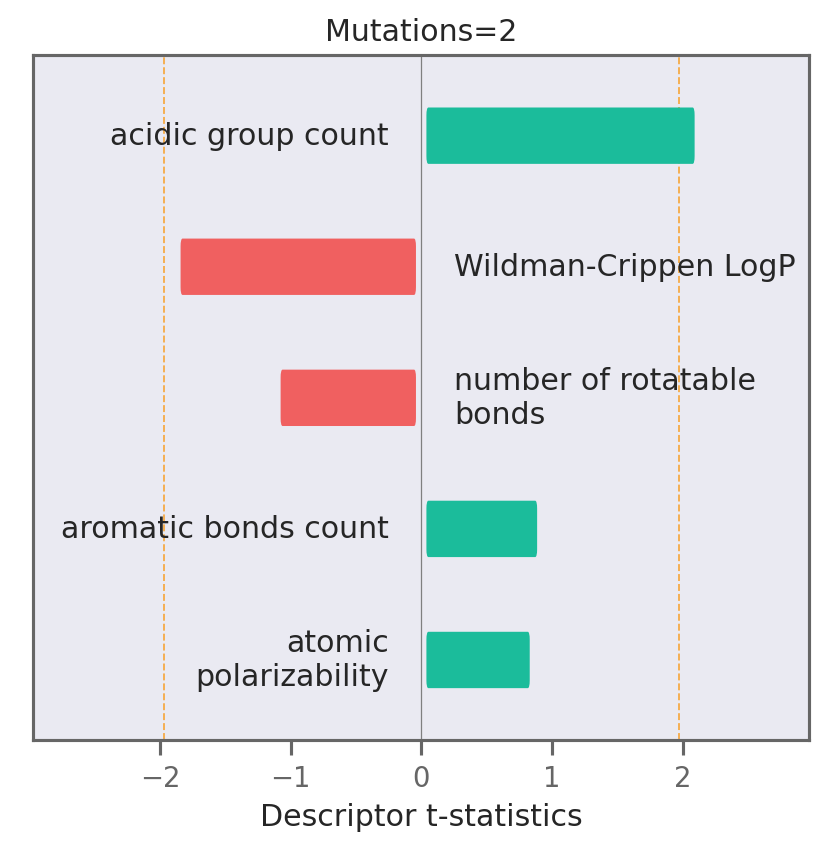 Mutations=2
acidic group count
Wildman-Crippen LogP
number of rotatable
bonds
aromatic bonds count
atomic
polarizability
−2 −1 0 1 2
Descriptor t-statistics